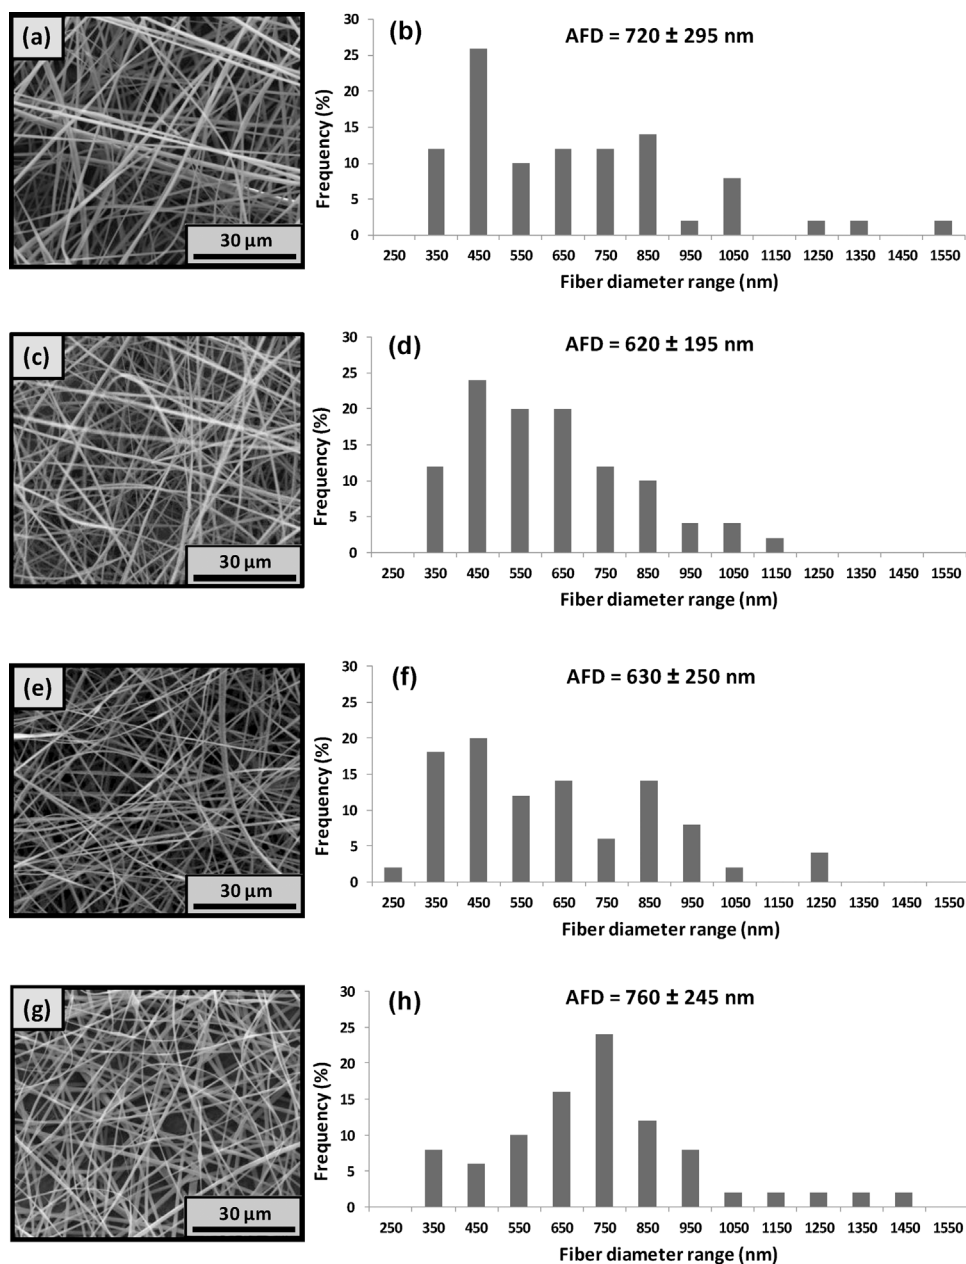 (a)
30 µm
(b)
AFD = 720 ± 295 nm
Frequency (%)
30
25
20
15
10
5
0
250 350 450 550 650 750 850 950 1050 1150 1250 1350 1450 1550
Fiber diameter range (nm)
(c)
30 µm
(d)
AFD = 620 ± 195 nm
Frequency (%)
30
25
20
15
10
5
0
250 350 450 550 650 750 850 950 1050 1150 1250 1350 1450 1550
Fiber diameter range (nm)
(e)
30 µm
(f)
AFD = 630 ± 250 nm
Frequency (%)
30
25
20
15
10
5
0
250 350 450 550 650 750 850 950 1050 1150 1250 1350 1450 1550
Fiber diameter range (nm)
(g)
30 µm
(h)
AFD = 760 ± 245 nm
Frequency (%)
30
25
20
15
10
5
0
250 350 450 550 650 750 850 950 1050 1150 1250 1350 1450 1550
Fiber diameter range (nm)